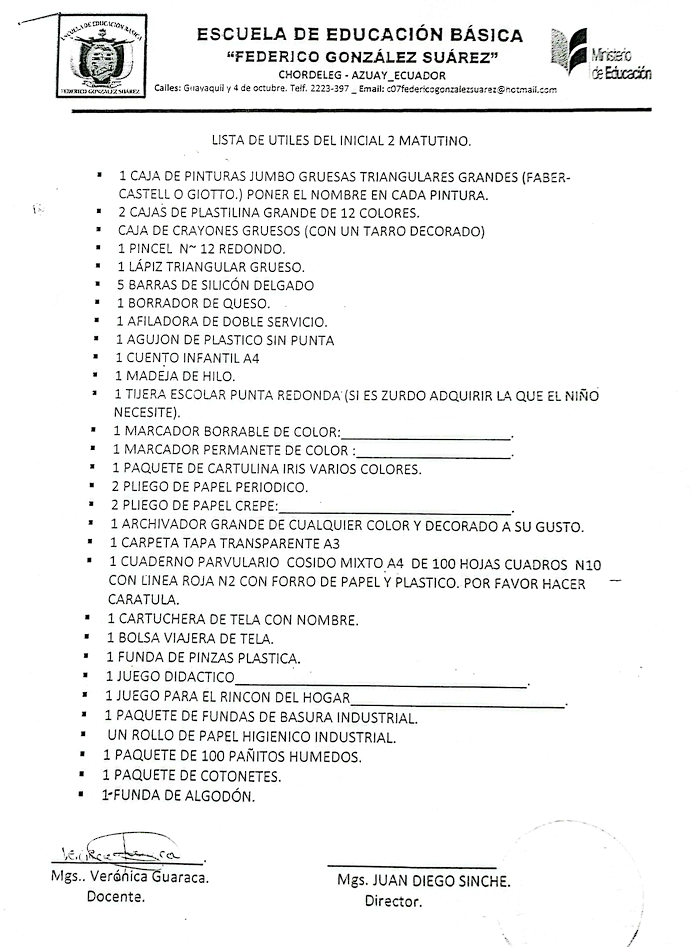 ESCUELA DE EDUCACIÓN BÁSICA
"FEDERICO GONZÁLEZ SUÁREZ"
CHORDELEG - AZUAY_ECUADOR
Calles: Guayaquil y 4 de octubre. Telf. 2223-397 _ Email: c07federicogonzalezsuarez@hotmail.com
ESCUELA DE EDUCACIÓN BÁSICA
FEDERICO GONZÁLEZ SUÁREZ
Ministerio
de Educación
LISTA DE UTILES DEL INICIAL 2 MATUTINO.
▪ 1 CAJA DE PINTURAS JUMBO GRUESAS TRIANGULARES GRANDES (FABER-
CASTELL O GIOTTO.) PONER EL NOMBRE EN CADA PINTURA.
▪ 2 CAJAS DE PLASTILINA GRANDE DE 12 COLORES.
▪ CAJA DE CRAYONES GRUESOS (CON UN TARRO DECORADO)
▪ 1 PINCEL N~ 12 REDONDO.
▪ 1 LÁPIZ TRIANGULAR GRUESO.
▪ 5 BARRAS DE SILICÓN DELGADO
▪ 1 BORRADOR DE QUESO.
▪ 1 AFILADORA DE DOBLE SERVICIO.
▪ 1 AGUJON DE PLASTICO SIN PUNTA
▪ 1 CUENTO INFANTIL A4
▪ 1 MADEJA DE HILO.
▪ 1 TIJERA ESCOLAR PUNTA REDONDA (SI ES ZURDO ADQUIRIR LA QUE EL NIÑO
NECESITE).
▪ 1 MARCADOR BORRABLE DE COLOR:____________________.
▪ 1 MARCADOR PERMANETE DE COLOR :__________________.
▪ 1 PAQUETE DE CARTULINA IRIS VARIOS COLORES.
▪ 2 PLIEGO DE PAPEL PERIODICO.
▪ 2 PLIEGO DE PAPEL CREPE:___________________________.
▪ 1 ARCHIVADOR GRANDE DE CUALQUIER COLOR Y DECORADO A SU GUSTO.
▪ 1 CARPETA TAPA TRANSPARENTE A3
▪ 1 CUADERNO PARVULARIO COSIDO MIXTO A4 DE 100 HOJAS CUADROS N10
CON LINEA ROJA N2 CON FORRO DE PAPEL Y PLASTICO. POR FAVOR HACER
CARATULA.
▪ 1 CARTUCHERA DE TELA CON NOMBRE.
▪ 1 BOLSA VIAJERA DE TELA.
▪ 1 FUNDA DE PINZAS PLASTICA.
▪ 1 JUEGO DIDACTICO__________________________________.
▪ 1 JUEGO PARA EL RINCON DEL HOGAR_________________________.
▪ 1 PAQUETE DE FUNDAS DE BASURA INDUSTRIAL.
▪ UN ROLLO DE PAPEL HIGIENICO INDUSTRIAL.
▪ 1 PAQUETE DE 100 PAÑITOS HUMEDOS.
▪ 1 PAQUETE DE COTONETES.
▪ 1 FUNDA DE ALGODÓN.
Mgs.. Verónica Guaraca.
Docente.
Mgs. JUAN DIEGO SINCHE.
Director.